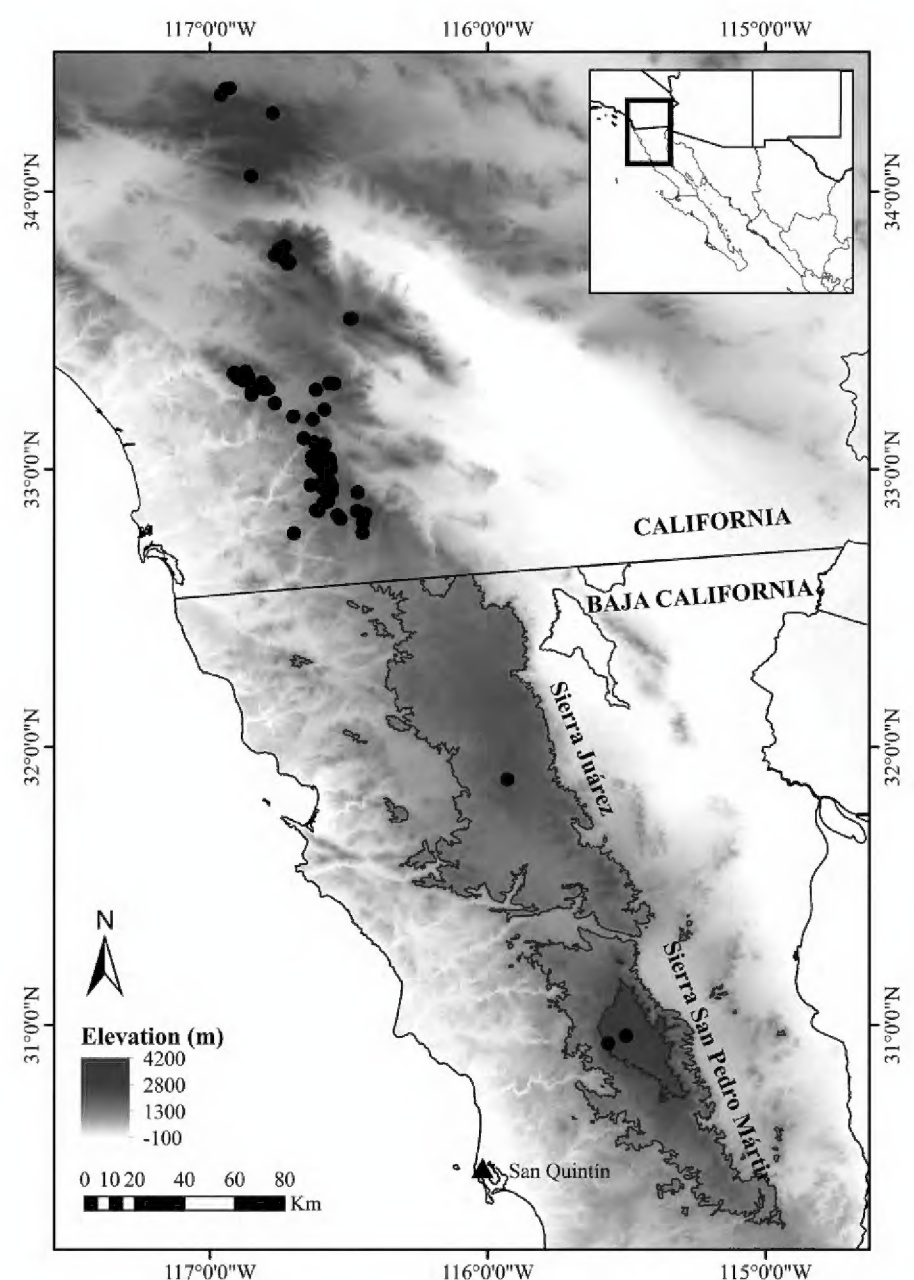 117°0'0"W 116°0'0"W 115°0'0"W
34°0'0"N 34°0'0"N
33°0'0"N 33°0'0"N
CALIFORNIA
BAJA CALIFORNIA
Sierra Juárez
32°0'0"N 32°0'0"N
N
Sierra San Pedro Mártir
31°0'0"N 31°0'0"N
Elevation (m)
4200
2800
1300
-100
0 10 20 40 60 80
Km
San Quintín
117°0'0"W 116°0'0"W 115°0'0"W